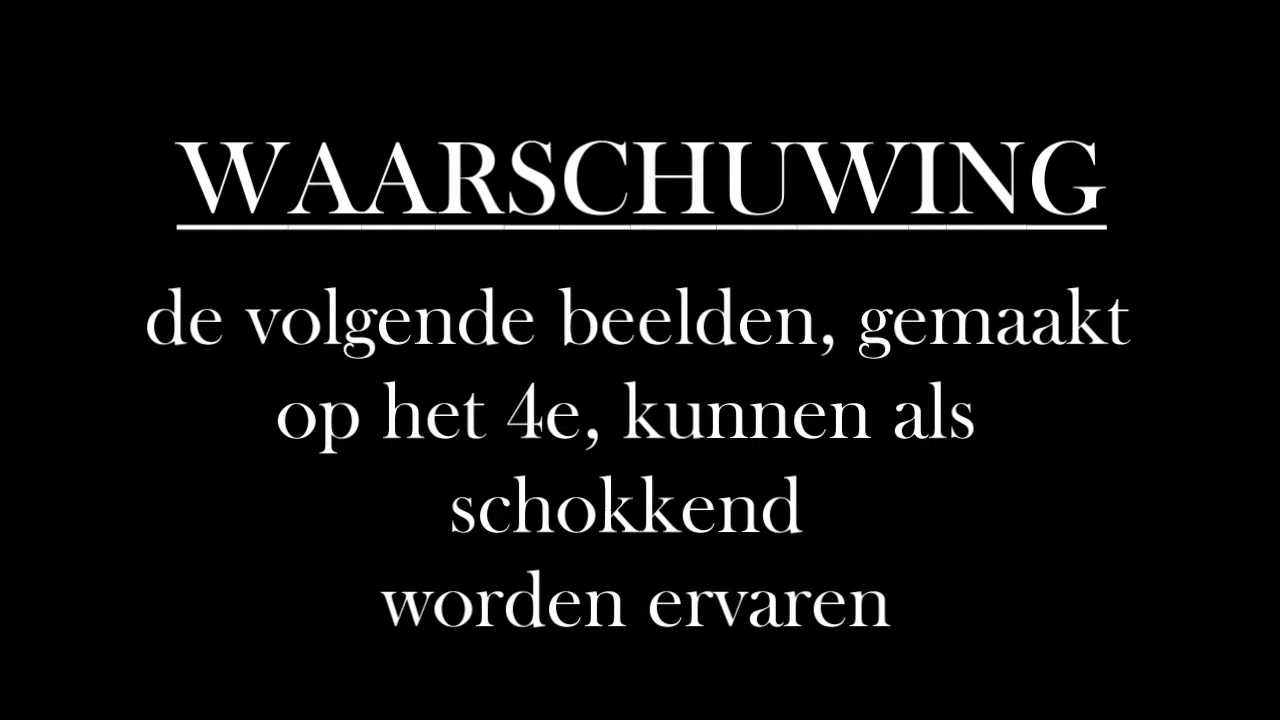 WAARSCHUWING
de volgende beelden, gemaakt
op het 4e, kunnen als
schokkend
worden ervaren